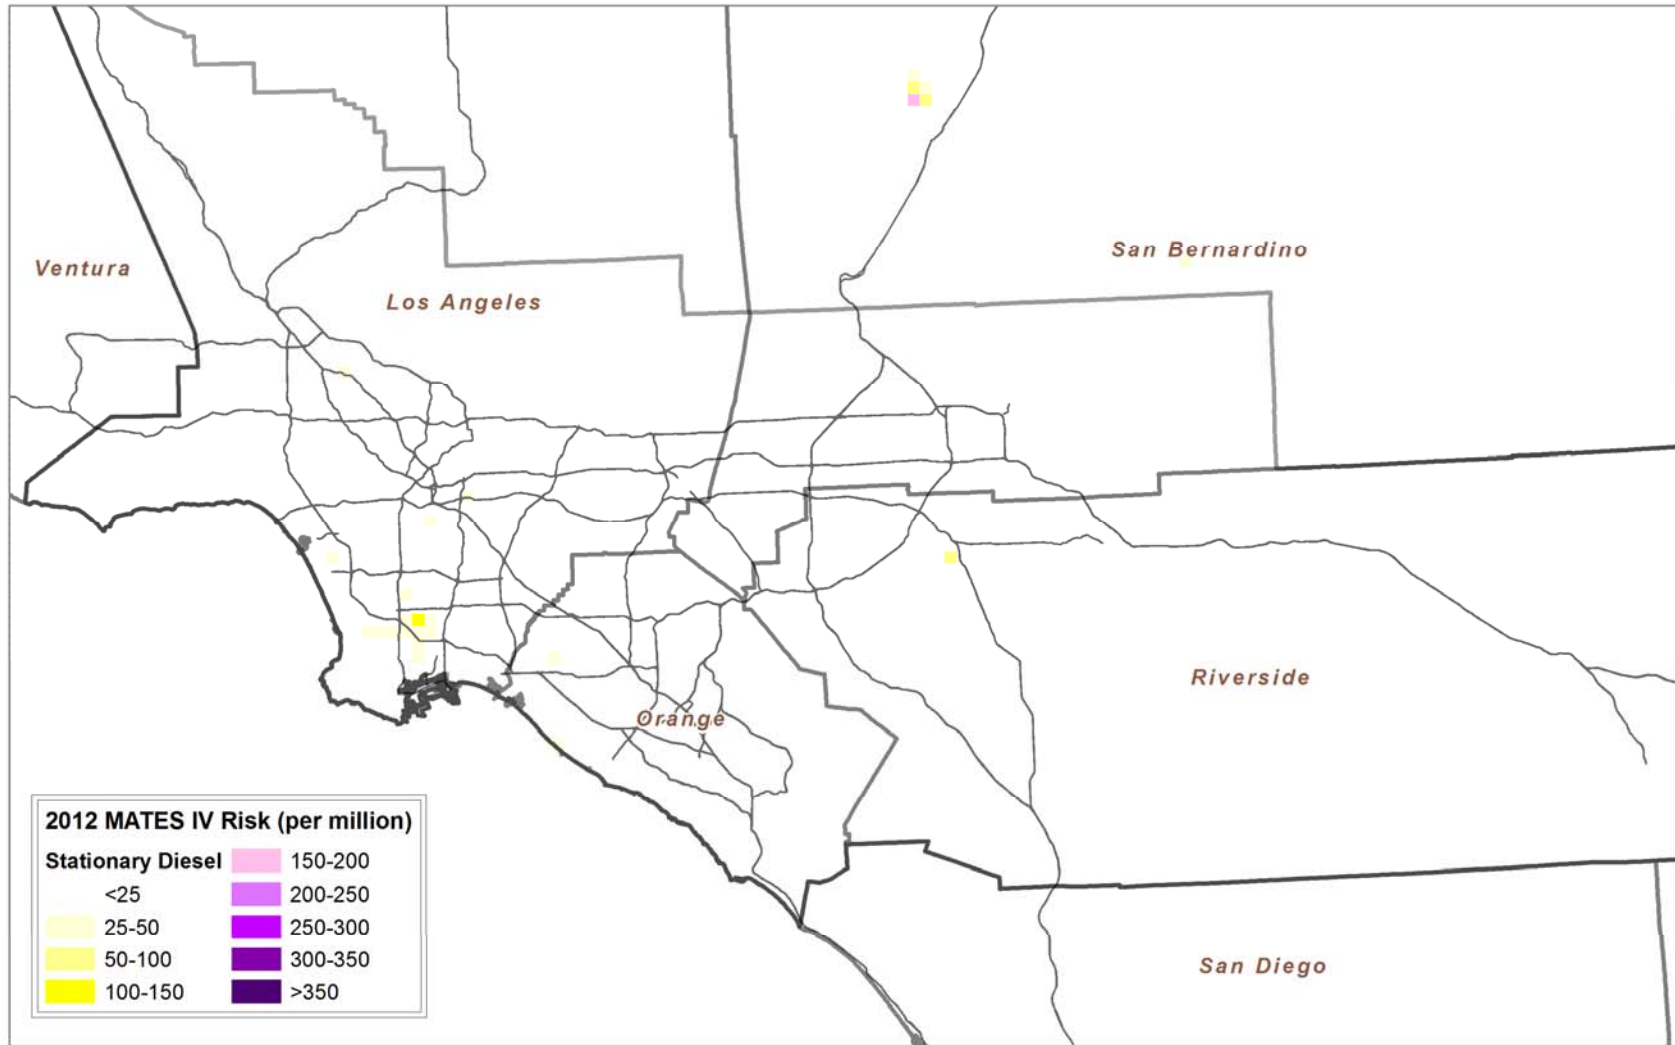 San Bernardino
Ventura
Los Angeles
Riverside
Orange
San Diego
2012 MATES IV Risk (per million)
Stationary Diesel
<25
25-50
50-100
100-150
150-200
200-250
250-300
300-350
>350